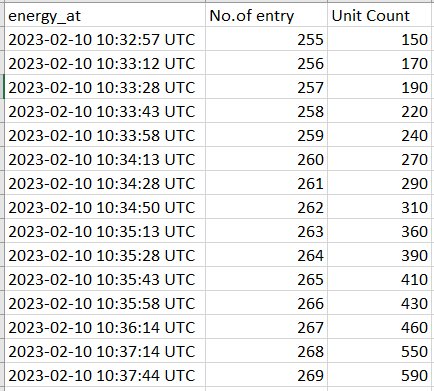 energy_at No.of entry Unit Count
2023-02-10 10:32:57 UTC 255 150
2023-02-10 10:33:12 UTC 256 170
2023-02-10 10:33:28 UTC 257 190
2023-02-10 10:33:43 UTC 258 220
2023-02-10 10:33:58 UTC 259 240
2023-02-10 10:34:13 UTC 260 270
2023-02-10 10:34:28 UTC 261 290
2023-02-10 10:34:50 UTC 262 310
2023-02-10 10:35:13 UTC 263 360
2023-02-10 10:35:28 UTC 264 390
2023-02-10 10:35:43 UTC 265 410
2023-02-10 10:35:58 UTC 266 430
2023-02-10 10:36:14 UTC 267 460
2023-02-10 10:37:14 UTC 268 550
2023-02-10 10:37:44 UTC 269 590